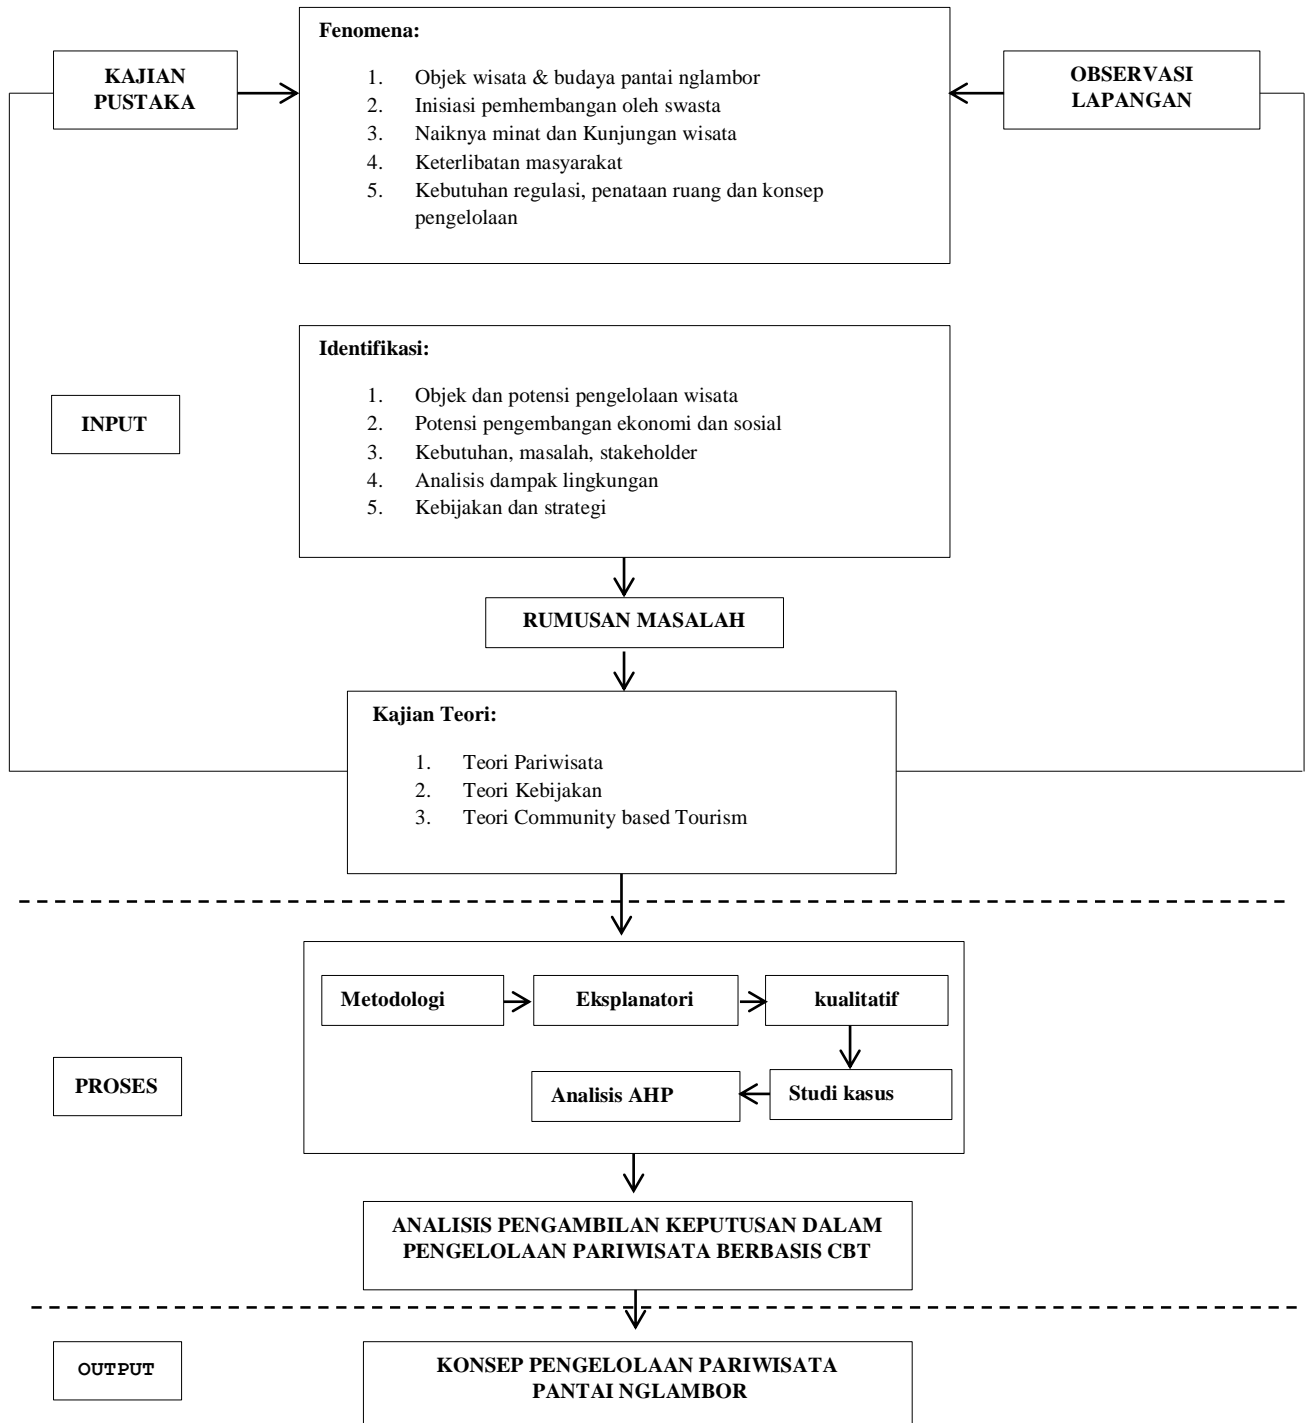 Fenomena:
KAJIAN
PUSTAKA
OBSERVASI
LAPANGAN
1. Objek wisata & budaya pantai nglambor
2. Inisiasi pemhembangan oleh swasta
3. Naiknya minat dan Kunjungan wisata
4. Keterlibatan masyarakat
5. Kebutuhan regulasi, penataan ruang dan konsep
pengelolaan
Identifikasi:
INPUT
1. Objek dan potensi pengelolaan wisata
2. Potensi pengembangan ekonomi dan sosial
3. Kebutuhan, masalah, stakeholder
4. Analisis dampak lingkungan
5. Kebijakan dan strategi
RUMUSAN MASALAH
Kajian Teori:
1. Teori Pariwisata
2. Teori Kebijakan
3. Teori Community based Tourism
Metodologi
Eksplanatori
kualitatif
PROSES
Analisis AHP
Studi kasus
ANALISIS PENGAMBILAN KEPUTUSAN DALAM
PENGELOLAAN PARIWISATA BERBASIS CBT
OUTPUT
KONSEP PENGELOLAAN PARIWISATA
PANTAI NGLAMBOR